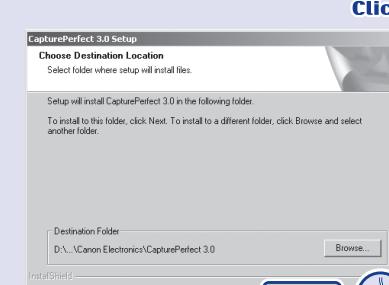 Clic
CapturePerfect 3.0 Setup
Choose Destination Location
Select folder where setup will install files.
Setup will install CapturePerfect 3.0 in the following folder.
To install to this folder, click Next. To install to a different folder, click Browse and select
another folder.
Destination Folder
D:\...\Canon Electronics\CapturePerfect 3.0
Browse...
InstallShield